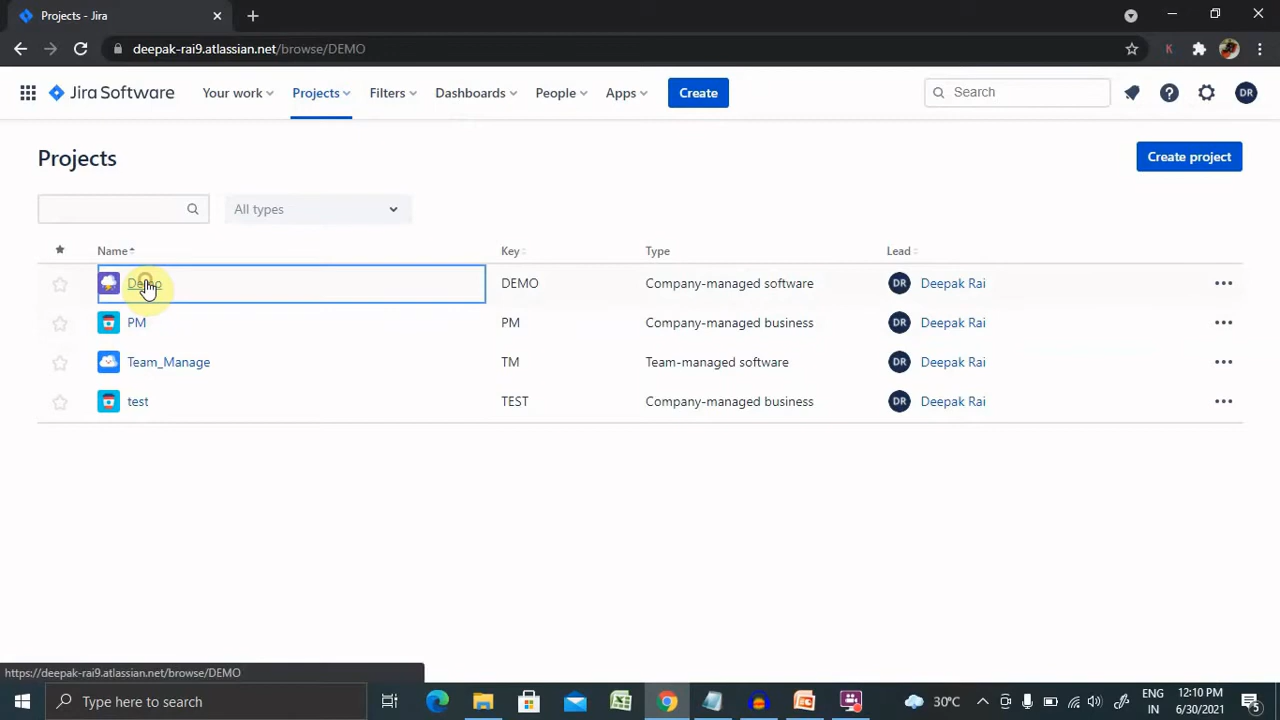 Projects - Jira
deepak-rai9.atlassian.net/browse/DEMO
K
Jira Software
Your work
Projects
Filters
Dashboards
People
Apps
Create
Search
DR
Projects
Create project
All types
Name
Key
Type
Lead
Demo
DEMO
Company-managed software
DR
Deepak Rai
PM
PM
Company-managed business
DR
Deepak Rai
Team_Manage
TM
Team-managed software
DR
Deepak Rai
test
TEST
Company-managed business
DR
Deepak Rai
https://deepak-rai9.atlassian.net/browse/DEMO
Type here to search
30°C
ENG
IN
12:10 PM
6/30/2021
5